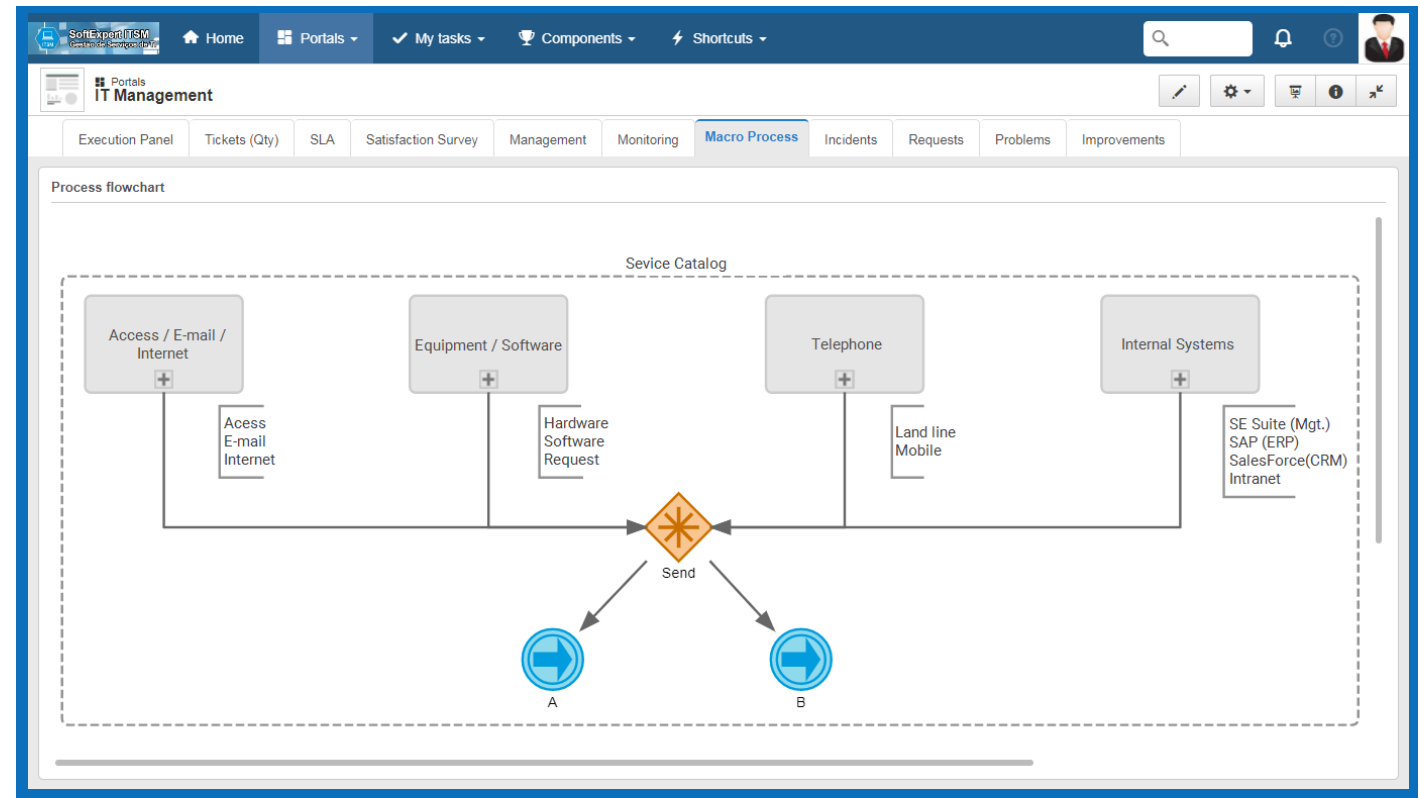 SoftExpert ITSM
Home
Portals
My tasks
Components
Shortcuts
Portals
IT Management
Execution Panel
Tickets (Qty)
SLA
Satisfaction Survey
Management
Monitoring
Macro Process
Incidents
Requests
Problems
Improvements
Process flowchart
Sevice Catalog
Access / E-mail /
Internet
Equipment / Software
Telephone
Internal Systems
Acess
E-mail
Internet
Hardware
Software
Request
Land line
Mobile
SE Suite (Mgt.)
SAP (ERP)
SalesForce(CRM)
Intranet
Send
A
B